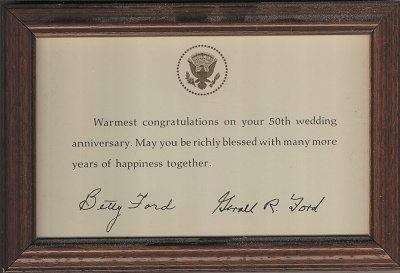 Warmest congratulations on your 50th wedding
anniversary. May you be richly blessed with many more
years of happiness together.
Betty Ford Gerald R. Ford